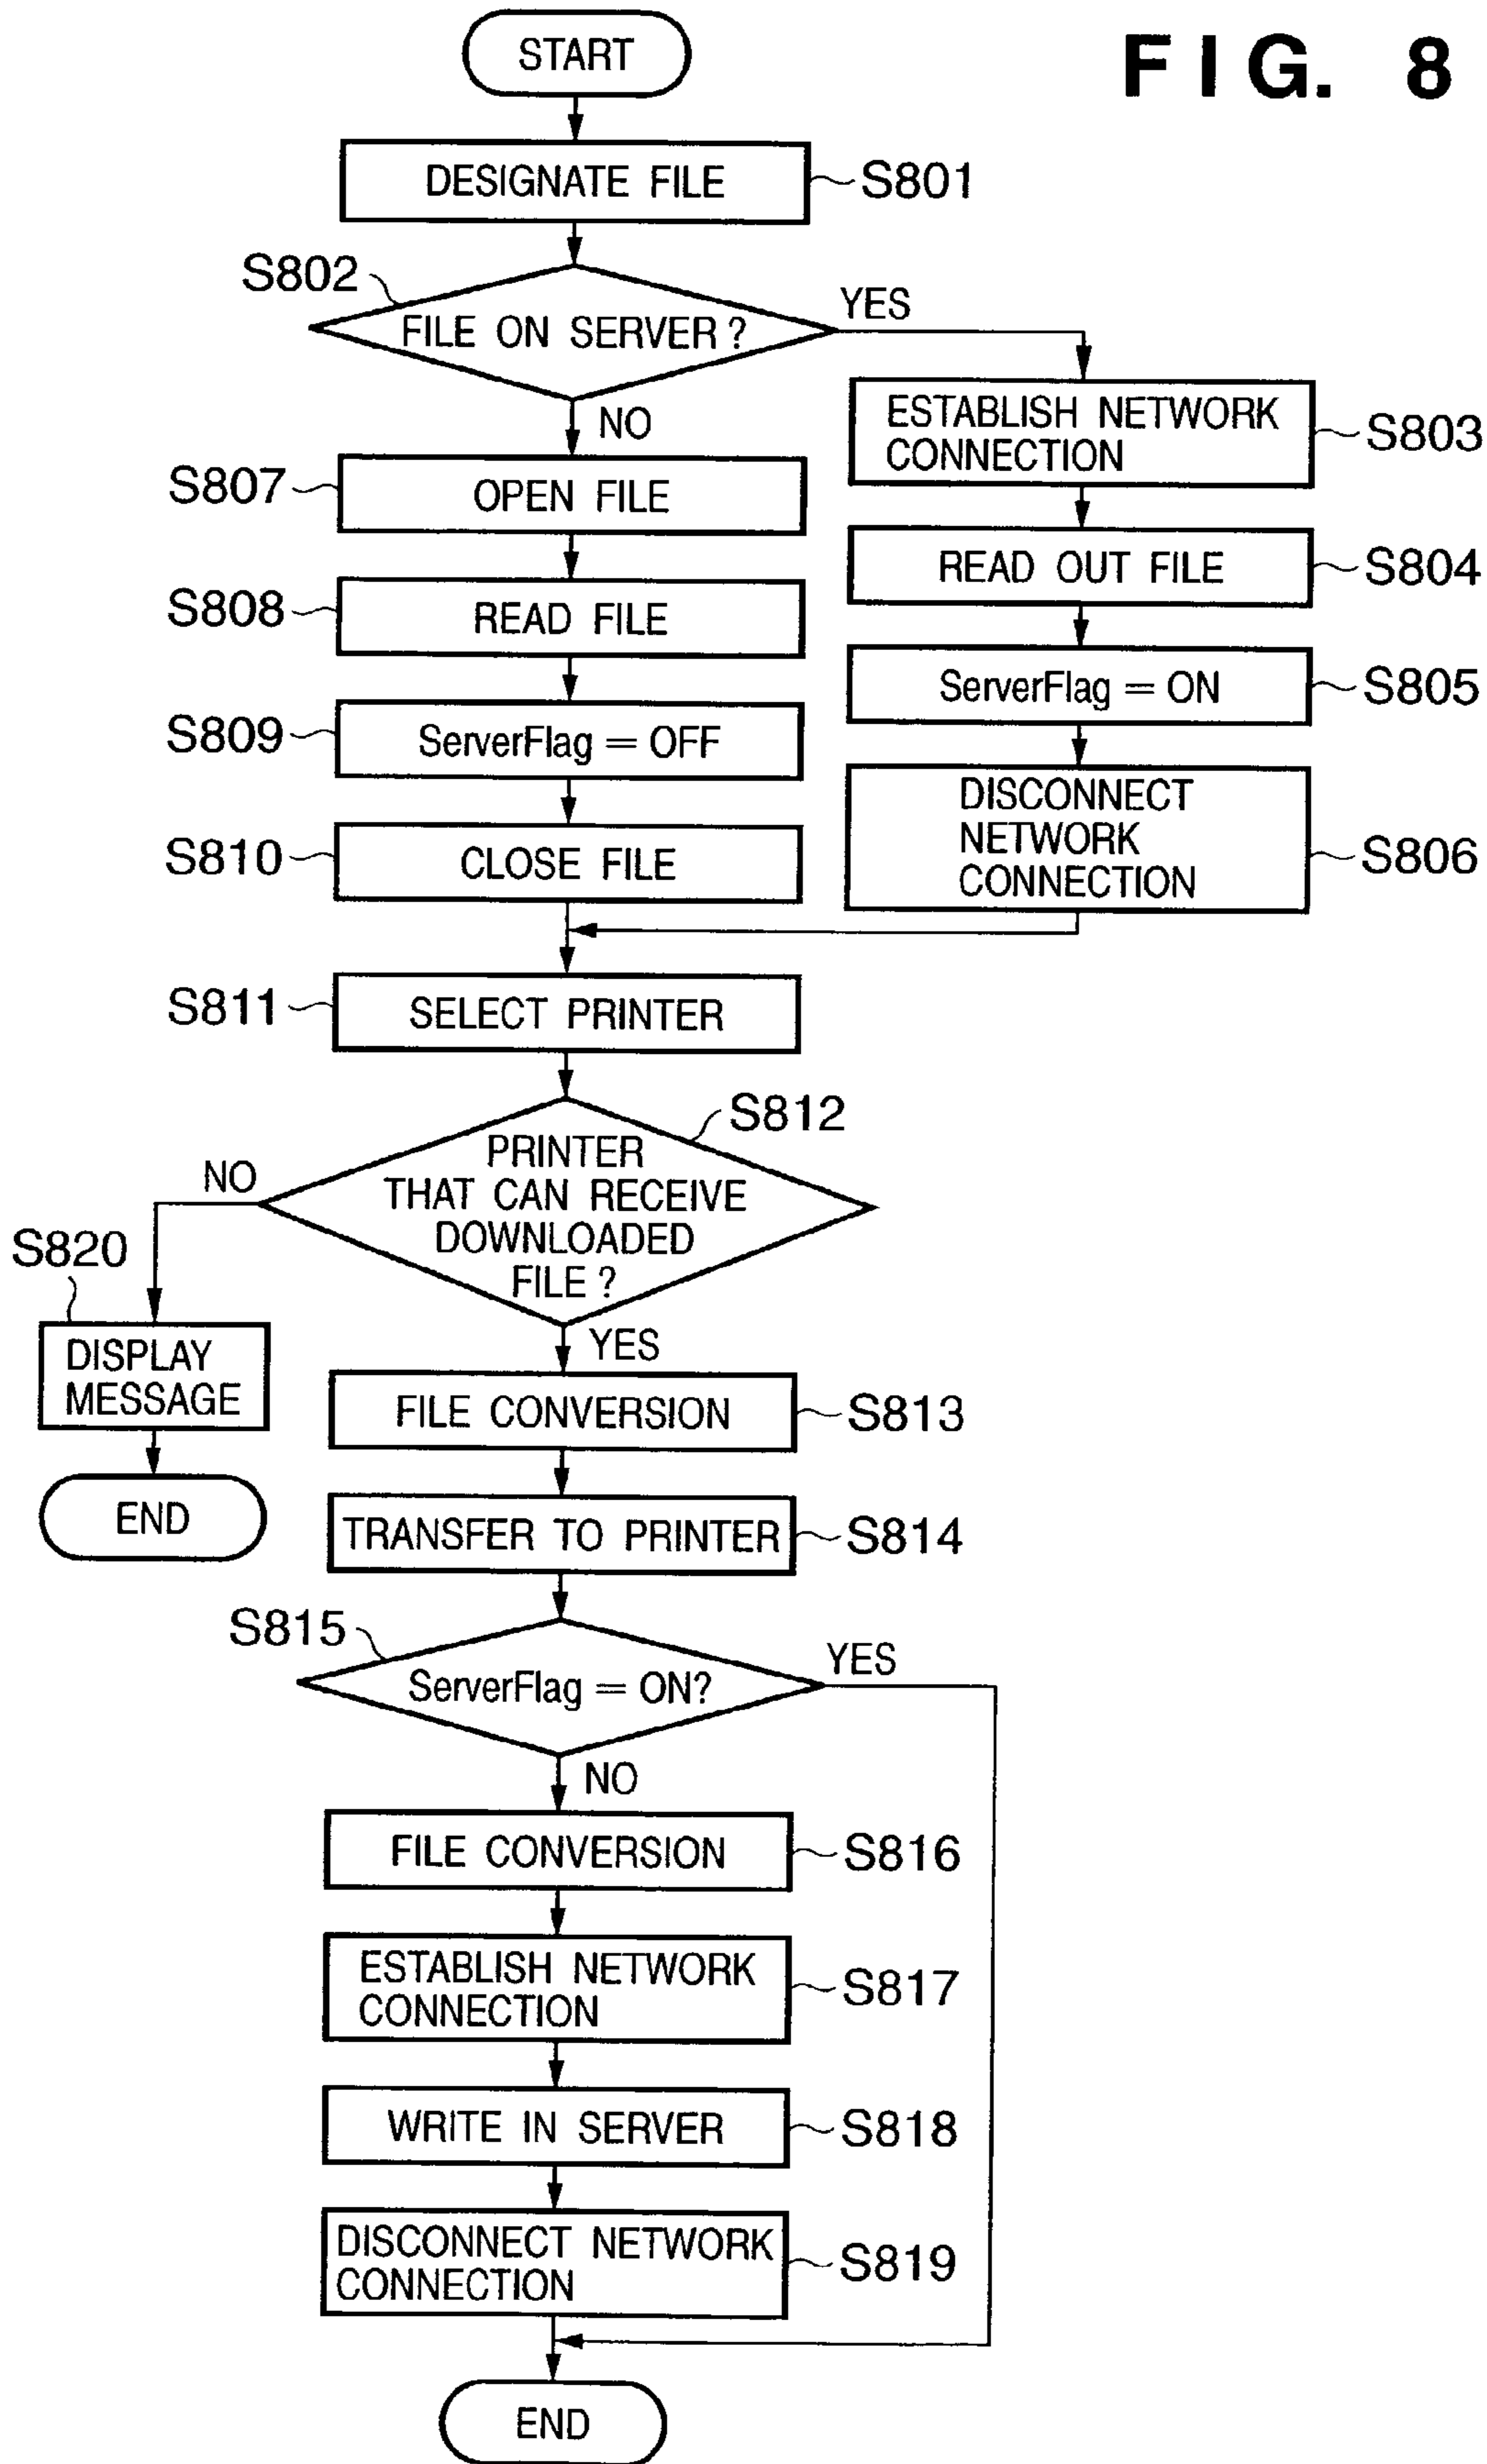 FIG. 8
START
DESIGNATE FILE
S801
S802
FILE ON SERVER?
YES
NO
ESTABLISH NETWORK
CONNECTION
S803
S807
OPEN FILE
READ OUT FILE
S804
S808
READ FILE
ServerFlag = ON
S805
S809
ServerFlag = OFF
DISCONNECT
NETWORK
CONNECTION
S806
S810
CLOSE FILE
S811
SELECT PRINTER
S812
PRINTER
THAT CAN RECEIVE
DOWNLOADED
FILE?
NO
S820
DISPLAY
MESSAGE
END
YES
FILE CONVERSION
S813
TRANSFER TO PRINTER
S814
S815
ServerFlag = ON?
YES
NO
FILE CONVERSION
S816
ESTABLISH NETWORK
CONNECTION
S817
WRITE IN SERVER
S818
DISCONNECT NETWORK
CONNECTION
S819
END